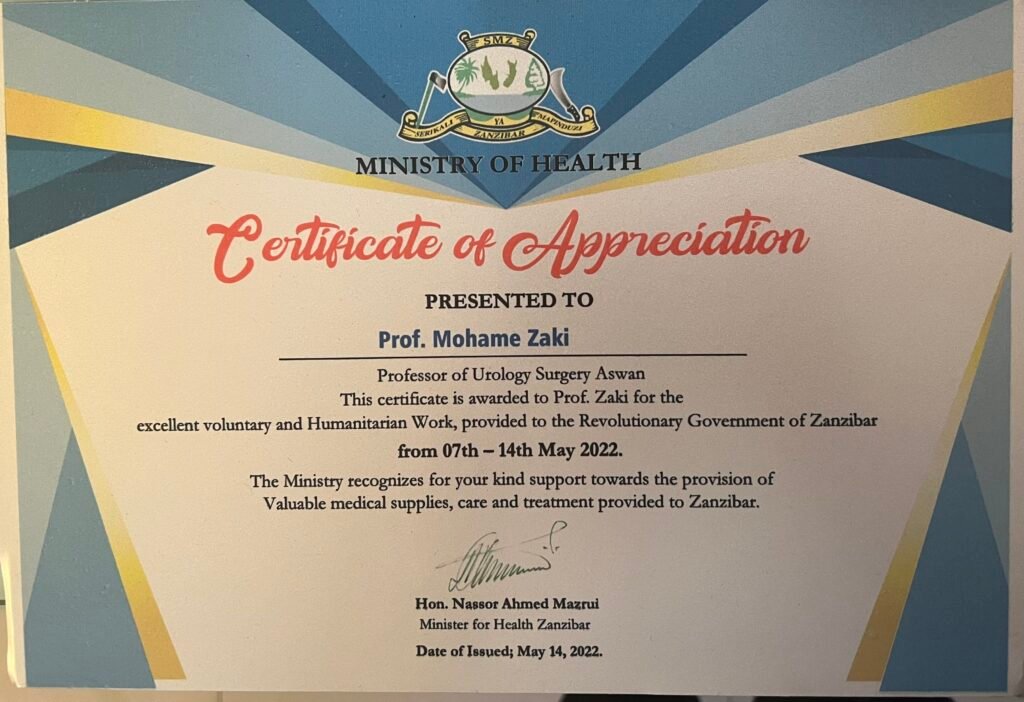 SMZ
SERIKALI YA MAPINDUZI
ZANZIBAR
MINISTRY OF HEALTH
Certificate of Appreciation
PRESENTED TO
Prof. Mohame Zaki
Professor of Urology Surgery Aswan
This certificate is awarded to Prof. Zaki for the
excellent voluntary and Humanitarian Work, provided to the Revolutionary Government of Zanzibar
from 07th – 14th May 2022.
The Ministry recognizes for your kind support towards the provision of
Valuable medical supplies, care and treatment provided to Zanzibar.
Hon. Nassor Ahmed Mazrui
Minister for Health Zanzibar
Date of Issued; May 14, 2022.